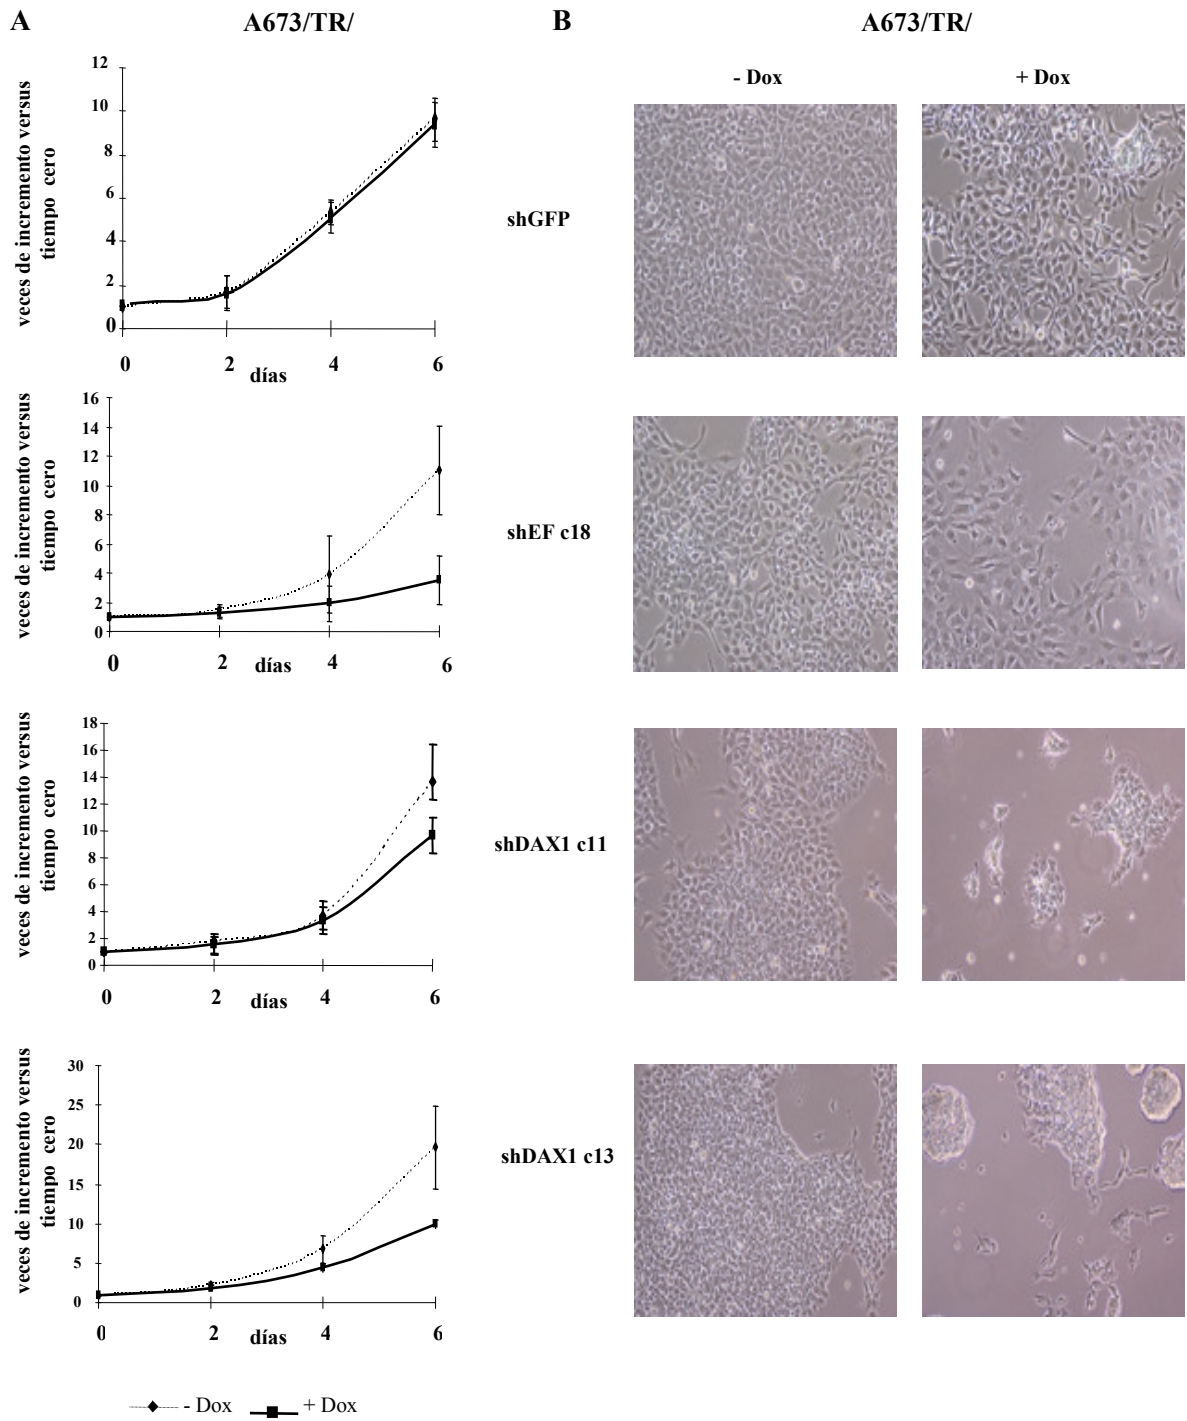 A
A673/TR/
B
A673/TR/
- Dox
+ Dox
veces de incremento versus
tiempo cero
12
10
8
6
4
2
0
0
2
4
6
días
shGFP
veces de incremento versus
tiempo cero
16
14
12
10
8
6
4
2
0
0
2
4
6
días
shEF c18
veces de incremento versus
tiempo cero
18
16
14
12
10
8
6
4
2
0
0
2
4
6
días
shDAX1 c11
veces de incremento versus
tiempo cero
30
25
20
15
10
5
0
0
2
4
6
días
shDAX1 c13
- Dox
+ Dox